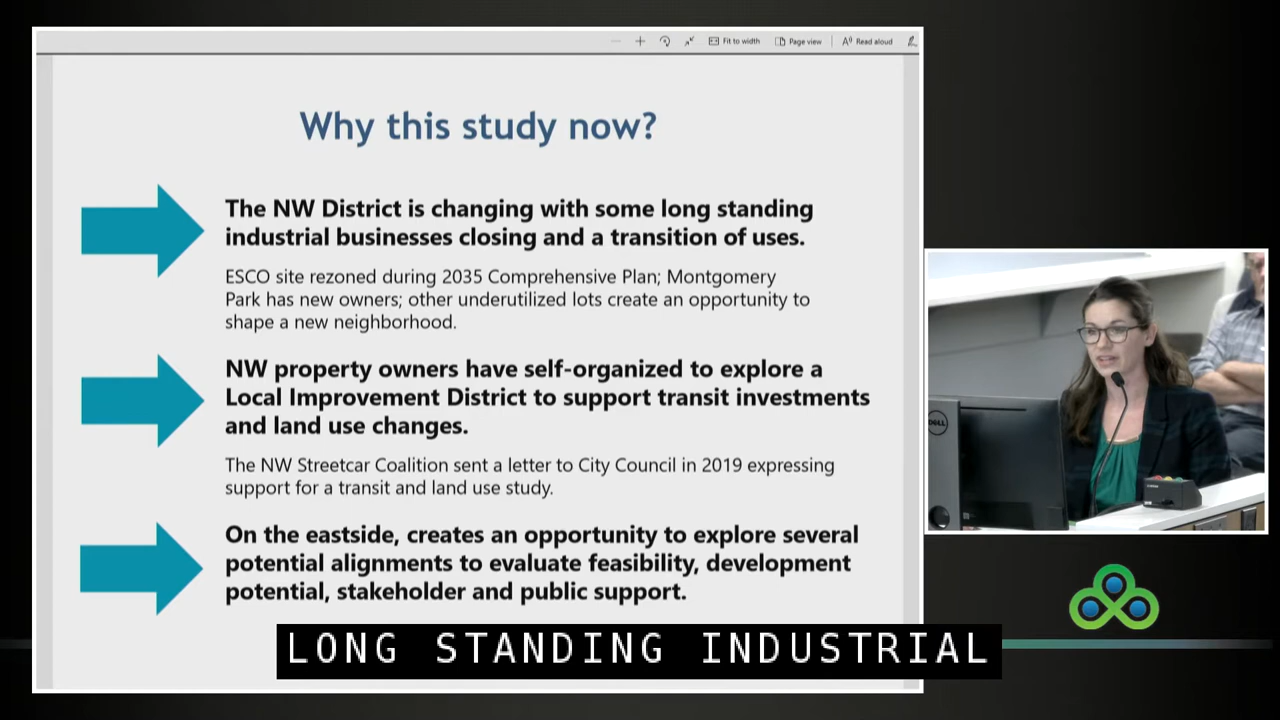 Fit to width
Page view
Read aloud
Why this study now?
The NW District is changing with some long standing
industrial businesses closing and a transition of uses.
ESCO site rezoned during 2035 Comprehensive Plan; Montgomery
Park has new owners; other underutilized lots create an opportunity to
shape a new neighborhood.
NW property owners have self-organized to explore a
Local Improvement District to support transit investments
and land use changes.
The NW Streetcar Coalition sent a letter to City Council in 2019 expressing
support for a transit and land use study.
On the eastside, creates an opportunity to explore several
potential alignments to evaluate feasibility, development
potential, stakeholder and public support.
DELL
LONG STANDING INDUSTRIAL